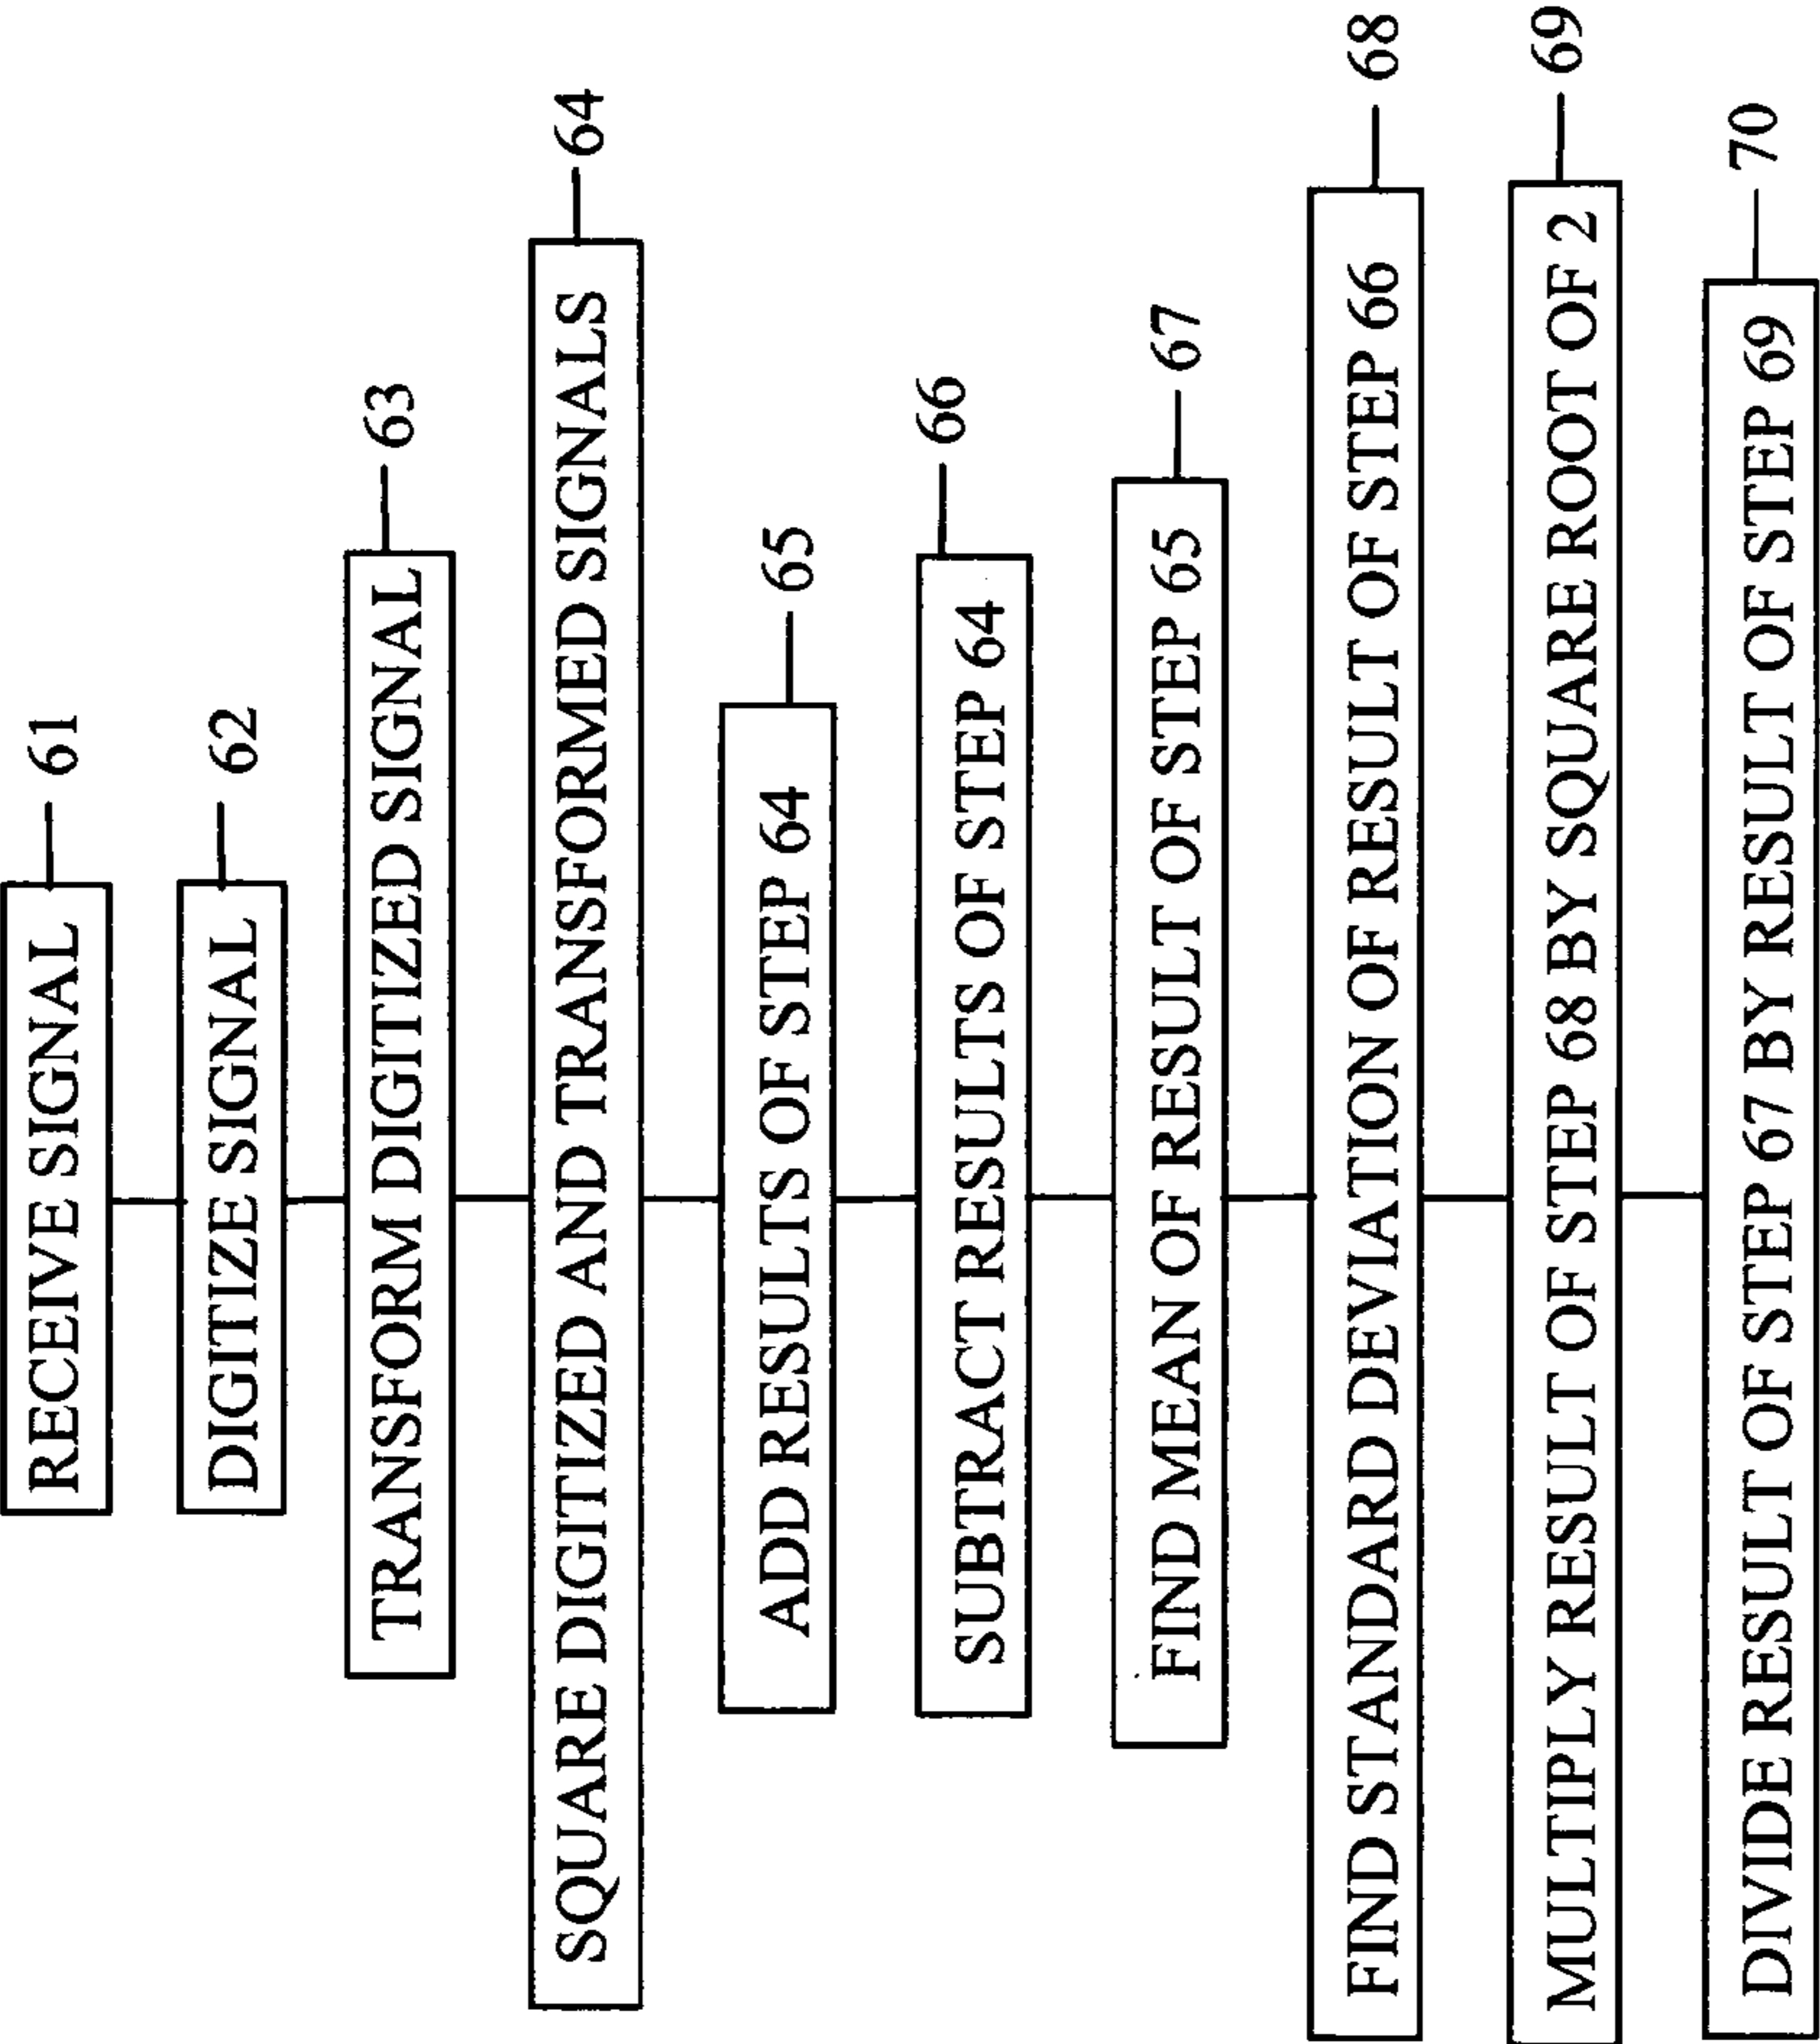 RECEIVE SIGNAL 61
DIGITIZE SIGNAL 62
TRANSFORM DIGITIZED SIGNAL 63
SQUARE DIGITIZED AND TRANSFORMED SIGNALS 64
ADD RESULTS OF STEP 64 65
SUBTRACT RESULTS OF STEP 64 66
FIND MEAN OF RESULT OF STEP 65 67
FIND STANDARD DEVIATION OF RESULT OF STEP 66 68
MULTIPLY RESULT OF STEP 68 BY SQUARE ROOT OF 2 69
DIVIDE RESULT OF STEP 67 BY RESULT OF STEP 69 70